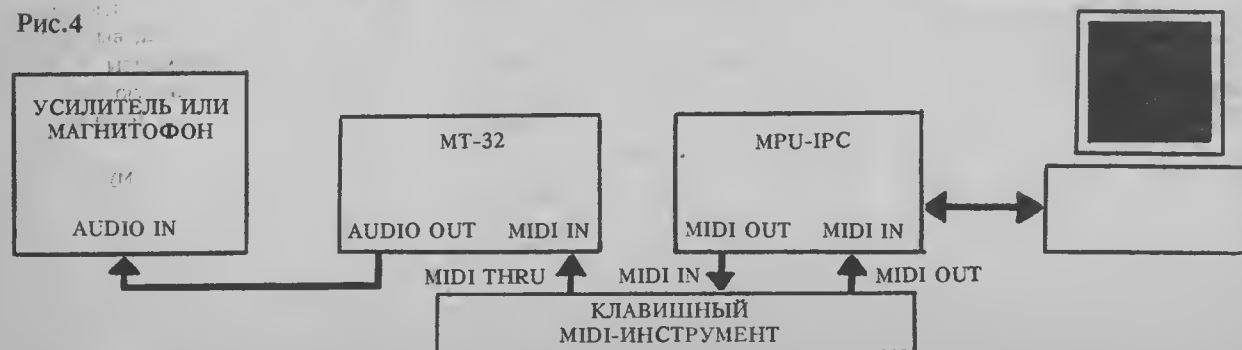 Рис.4
УСИЛИТЕЛЬ ИЛИ
МАГНИТОФОН
AUDIO IN
MT-32
AUDIO OUT MIDI IN
MPU-IPC
MIDI OUT MIDI IN
MIDI THRU MIDI IN MIDI OUT
КЛАВИШНЫЙ
MIDI-ИНСТРУМЕНТ